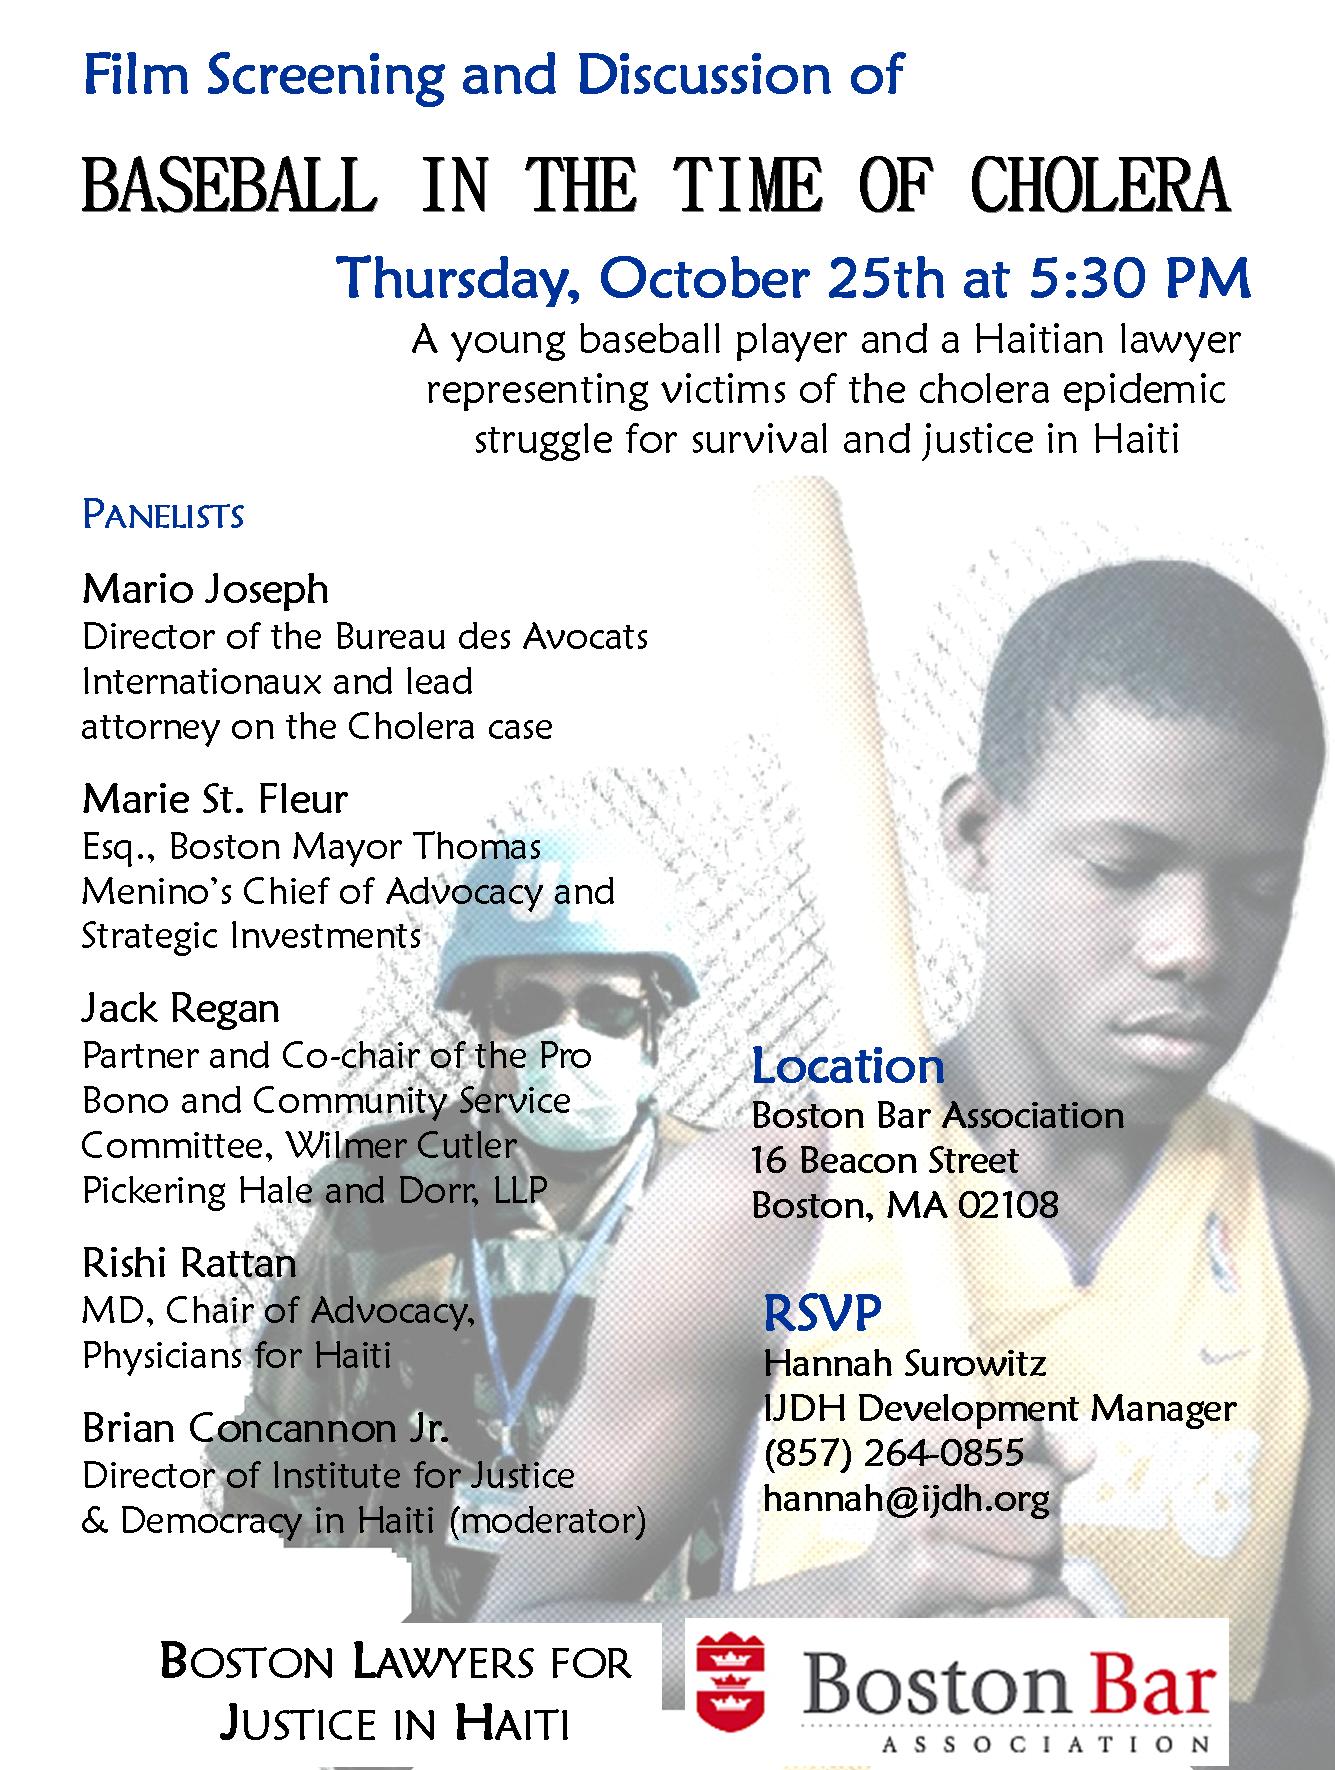 Film Screening and Discussion of
BASEBALL IN THE TIME OF CHOLERA
Thursday, October 25th at 5:30 PM
A young baseball player and a Haitian lawyer
representing victims of the cholera epidemic
struggle for survival and justice in Haiti
PANELISTS
Mario Joseph
Director of the Bureau des Avocats
Internationaux and lead
attorney on the Cholera case
Marie St. Fleur
Esq., Boston Mayor Thomas
Menino's Chief of Advocacy and
Strategic Investments
Jack Regan
Partner and Co-chair of the Pro
Bono and Community Service
Committee, Wilmer Cutler
Pickering Hale and Dorr, LLP
Rishi Rattan
MD, Chair of Advocacy,
Physicians for Haiti
Brian Concannon Jr.
Director of Institute for Justice
& Democracy in Haiti (moderator)
Location
Boston Bar Association
16 Beacon Street
Boston, MA 02108
RSVP
Hannah Surowitz
IJDH Development Manager
(857) 264-0855
hannah@ijdh.org
BOSTON LAWYERS FOR
JUSTICE IN HAITI
Boston Bar
ASSOCIATION